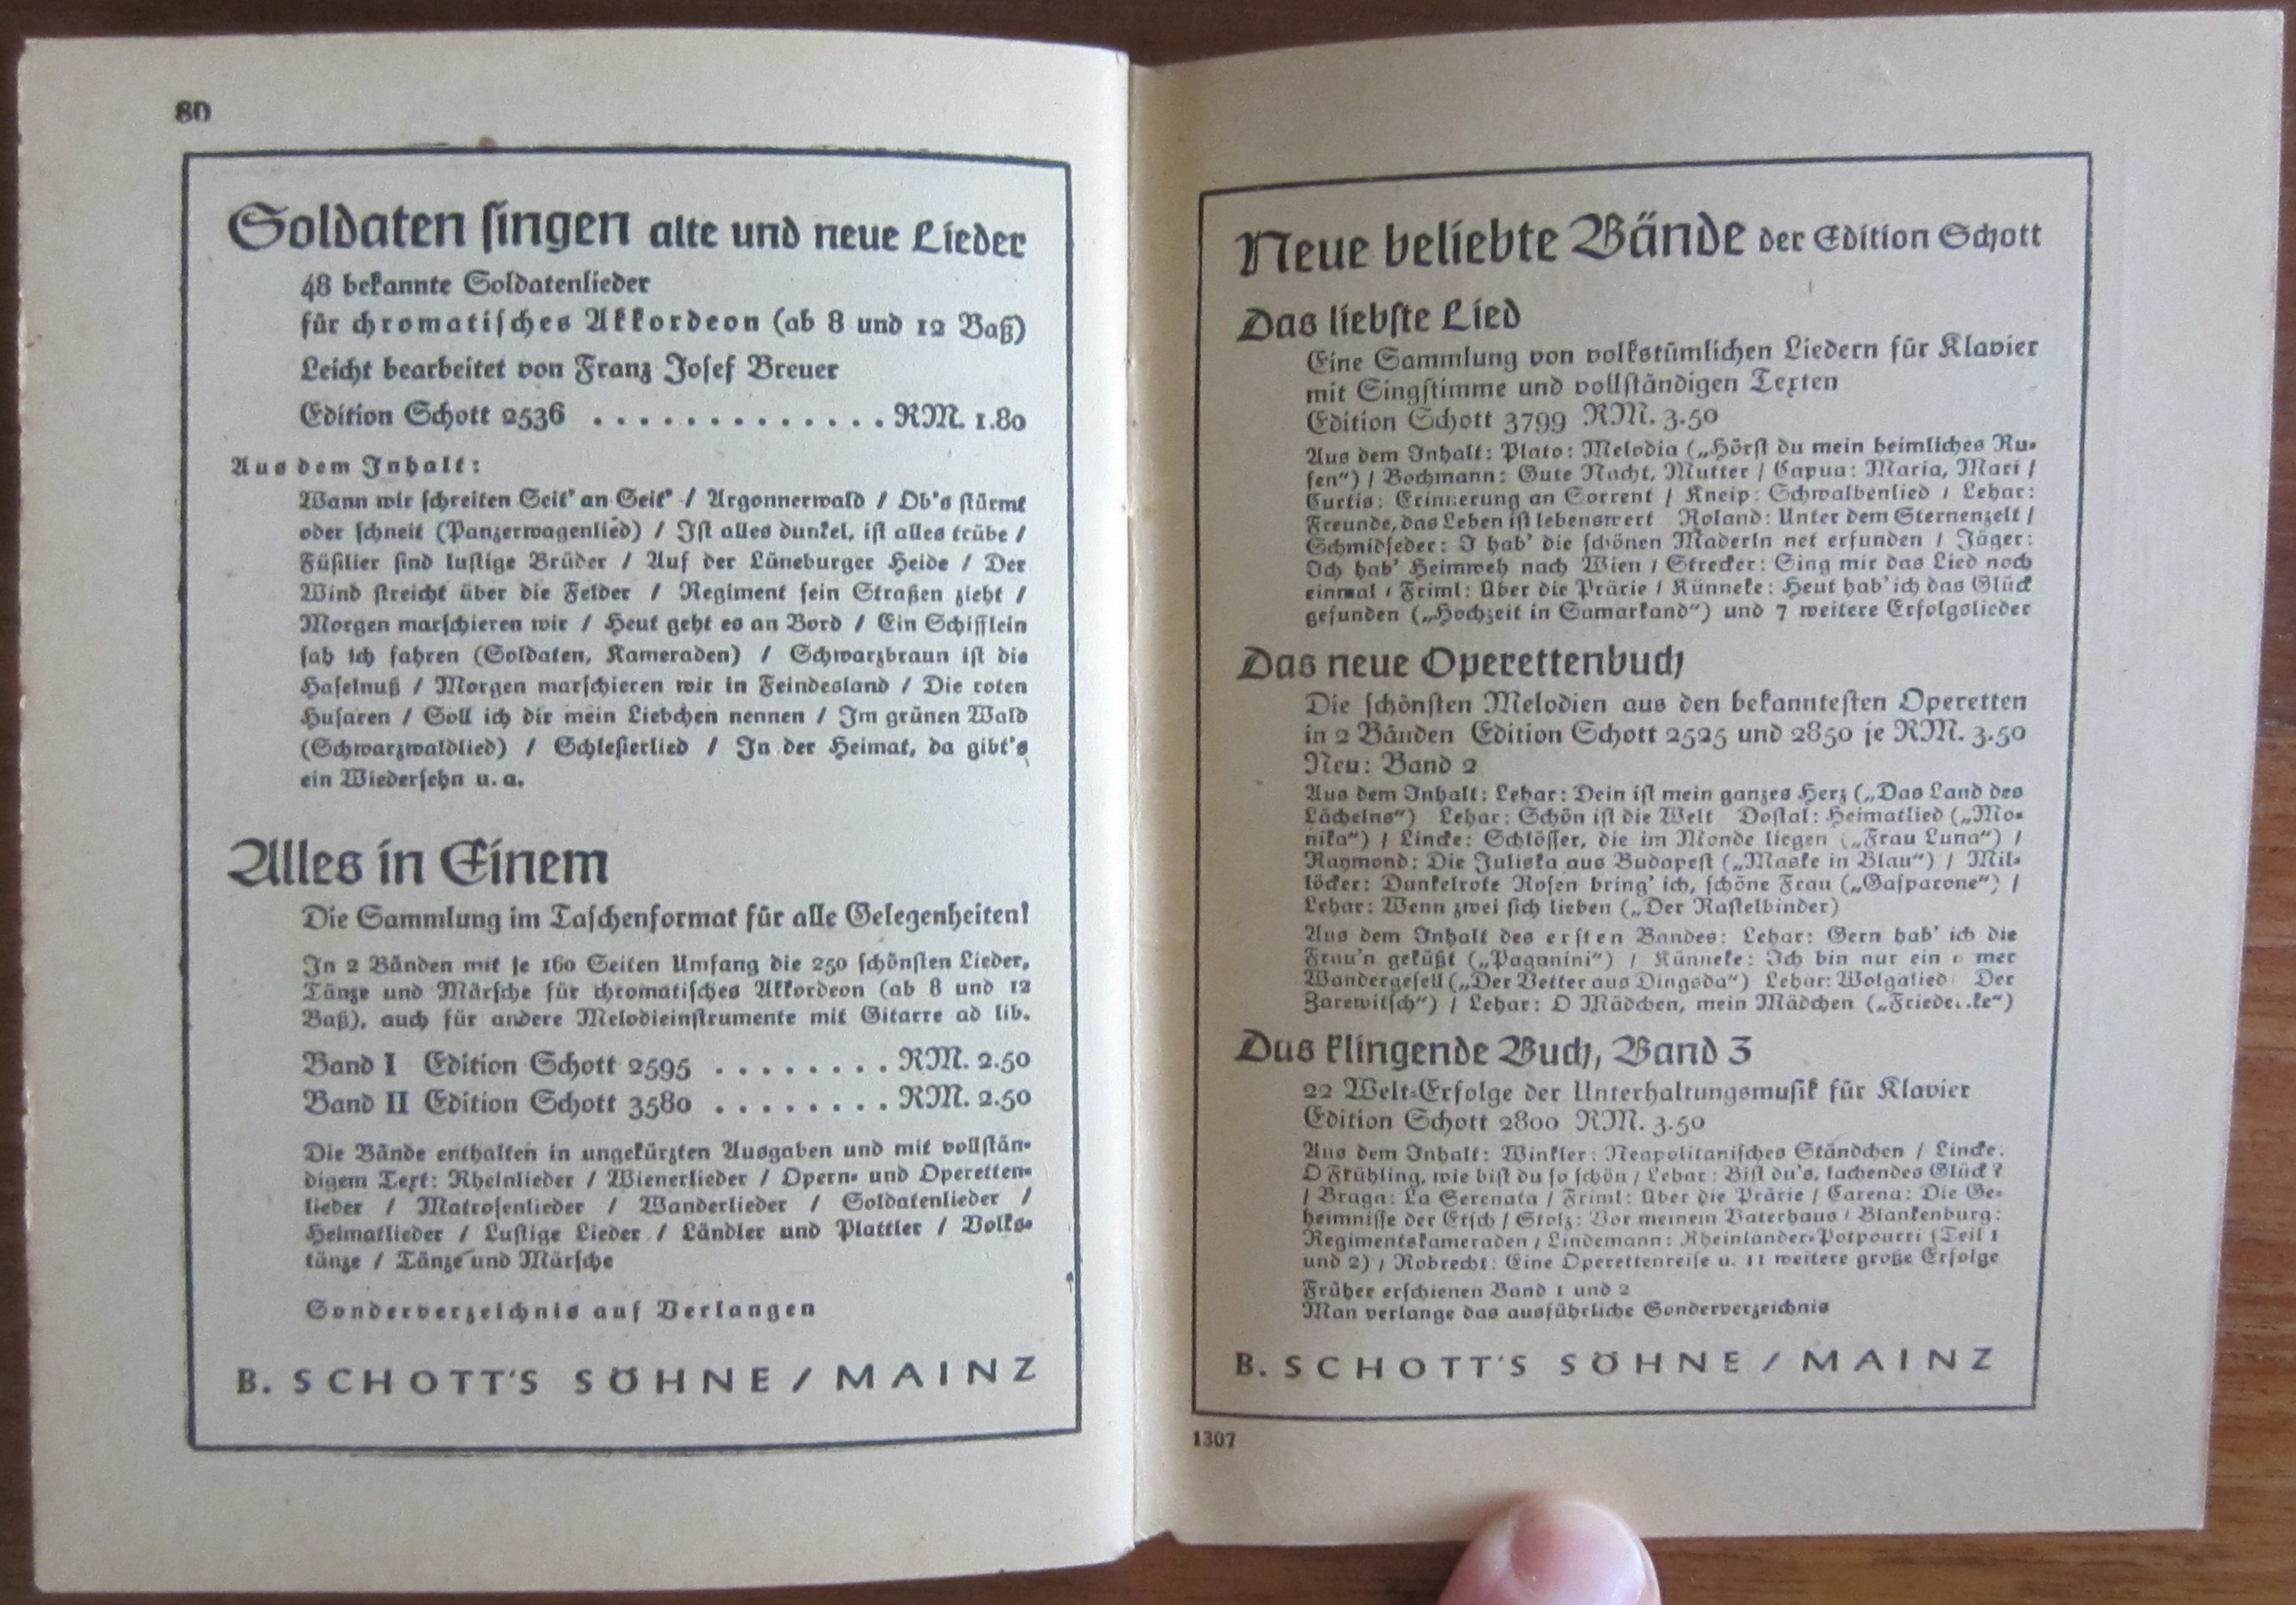 80
Soldaten singen alte und neue Lieder
48 bekannte Soldatenlieder
für chromatisches Akkordeon (ab 8 und 12 Baß)
Leicht bearbeitet von Franz Josef Breuer
Edition Schott 2536 . . . . . . . . . . . . . RM. 1.80
Aus dem Inhalt:
Wann wir schreiten Seit' an Seit' / Argonnerwald / Ob's stürmt
oder schneit (Panzerwagenlied) / Ist alles dunkel, ist alles trübe /
Füsilier sind lustige Brüder / Auf der Lüneburger Heide / Der
Wind streicht über die Felder / Regiment sein Straßen zieht /
Morgen marschieren wir / Heut geht es an Bord / Ein Schifflein
sah ich fahren (Soldaten, Kameraden) / Schwarzbraun ist die
Haselnuß / Morgen marschieren wir in Feindesland / Die roten
Husaren / Soll ich dir mein Liebchen nennen / Im grünen Wald
(Schwarzwaldlied) / Schlesierlied / In der Heimat, da gibt's
ein Wiedersehn u. a.
Alles in Einem
Die Sammlung im Taschenformat für alle Gelegenheiten!
In 2 Bänden mit je 160 Seiten Umfang die 250 schönsten Lieder,
Tänze und Märsche für chromatisches Akkordeon (ab 8 und 12
Baß), auch für andere Melodieinstrumente mit Gitarre ad lib.
Band I Edition Schott 2595 . . . . . . . . RM. 2.50
Band II Edition Schott 3580 . . . . . . . . RM. 2.50
Die Bände enthalten in ungekürzten Ausgaben und mit vollstän-
digem Text: Rheinlieder / Wienerlieder / Opern- und Operetten-
lieder / Matrosenlieder / Wanderlieder / Soldatenlieder /
Heimatlieder / Lustige Lieder / Ländler und Plattler / Volks-
tänze / Tänze und Märsche
Sonderverzeichnis auf Verlangen
B. SCHOTT'S SÖHNE / MAINZ
Neue beliebte Bände der Edition Schott
Das liebste Lied
Eine Sammlung von volkstümlichen Liedern für Klavier
mit Singstimme und vollständigen Texten
Edition Schott 3799 RM. 3.50
Aus dem Inhalt: Plato: Melodia („Hörst du mein heimliches Ru-
fen“) / Bochmann: Gute Nacht, Mutter / Capua: Maria, Mari /
Curtis: Erinnerung an Sorrent / Kneip: Schwalbenlied / Lehar:
Freunde, das Leben ist lebenswert Roland: Unter dem Sternenzelt /
Schmidseder: I hab' die schönen Maderln net erfunden / Jäger:
Ich hab' Heimweh nach Wien / Strecker: Sing mir das Lied noch
einmal / Friml: Über die Prärie / Künneke: Heut hab' ich das Glück
gefunden („Hochzeit in Samarkand“) und 7 weitere Erfolgslieder
Das neue Operettenbuch
Die schönsten Melodien aus den bekanntesten Operetten
in 2 Bänden Edition Schott 2525 und 2850 je RM. 3.50
Neu: Band 2
Aus dem Inhalt: Lehar: Dein ist mein ganzes Herz („Das Land des
Lächelns“) Lehar: Schön ist die Welt Dostal: Heimatlied („Mo-
nika“) / Lincke: Schlösser, die im Monde liegen („Frau Luna“) /
Raymond: Die Juliska aus Budapest („Maske in Blau“) / Mil-
löcker: Dunkelrote Rosen bring' ich, schöne Frau („Gasparone“) /
Lehar: Wenn zwei sich lieben („Der Rastelbinder)
Aus dem Inhalt des ersten Bandes: Lehar: Gern hab' ich die
Frau'n geküßt („Paganini“) / Künneke: Ich bin nur ein mer
Wandergesell („Der Vetter aus Dingsda“) Lehar: Wolgalied Der
Zarewitsch“) / Lehar: O Mädchen, mein Mädchen
Das klingende Buch, Band 3
22 Welt-Erfolge der Unterhaltungsmusik für Klavier
Edition Schott 2800 RM. 3.50
Aus dem Inhalt: Winkler: Neapolitanisches Ständchen / Lincke:
O Frühling, wie bist du so schön / Lehar: Bist du's, lachendes Glück?
/ Braga: La Serenata / Friml: Über die Prärie / Carena: Die Ge-
heimnisse der Etsch / Stolz: Vor meinem Vaterhaus / Blankenburg:
Regimentskameraden / Lindemann: Rheinländer-Potpourri (Teil 1
und 2) / Robrecht: Eine Operettenreise u. 11 weitere große Erfolge
Früher erschienen Band 1 und 2
Man verlange das ausführliche Sonderverzeichnis
B. SCHOTT'S SÖHNE / MAINZ
1307